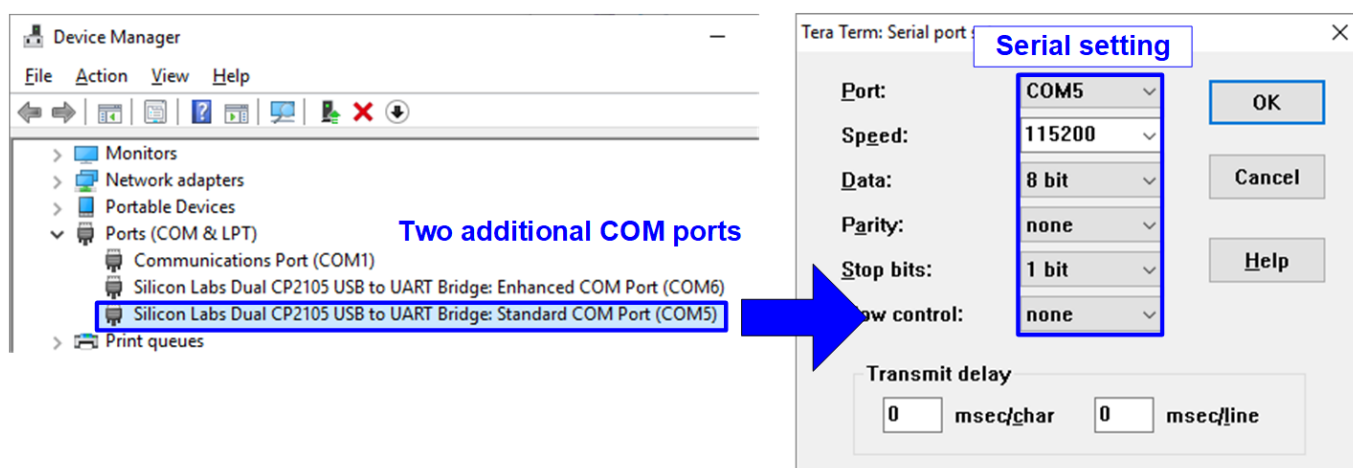 Device Manager
File Action View Help
Monitors
Network adapters
Portable Devices
Ports (COM & LPT)
Two additional COM ports
Communications Port (COM1)
Silicon Labs Dual CP2105 USB to UART Bridge: Enhanced COM Port (COM6)
Silicon Labs Dual CP2105 USB to UART Bridge: Standard COM Port (COM5)
Print queues
Tera Term: Serial port
Serial setting
Port: COM5
OK
Speed: 115200
Data: 8 bit
Cancel
Parity: none
Stop bits: 1 bit
Help
control: none
Transmit delay
0 msec/char 0 msec/line